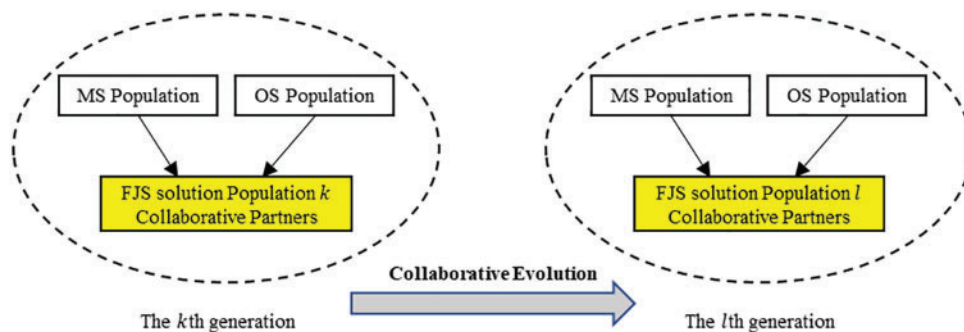 MS Population
OS Population
FJS solution Population k
Collaborative Partners
MS Population
OS Population
FJS solution Population l
Collaborative Partners
Collaborative Evolution
The kth generation
The lth generation